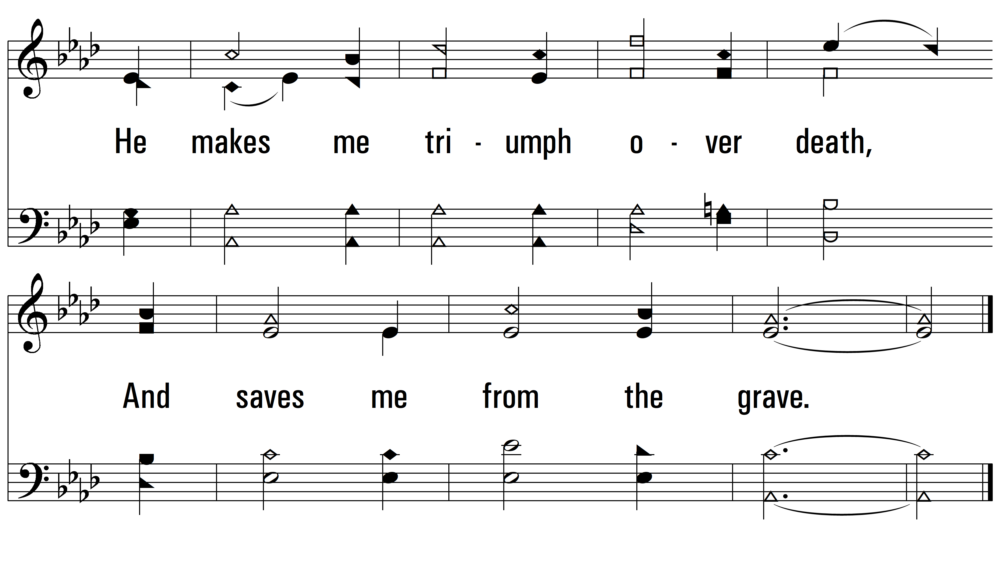 He makes me tri - umph o - ver death,
And saves me from the grave.